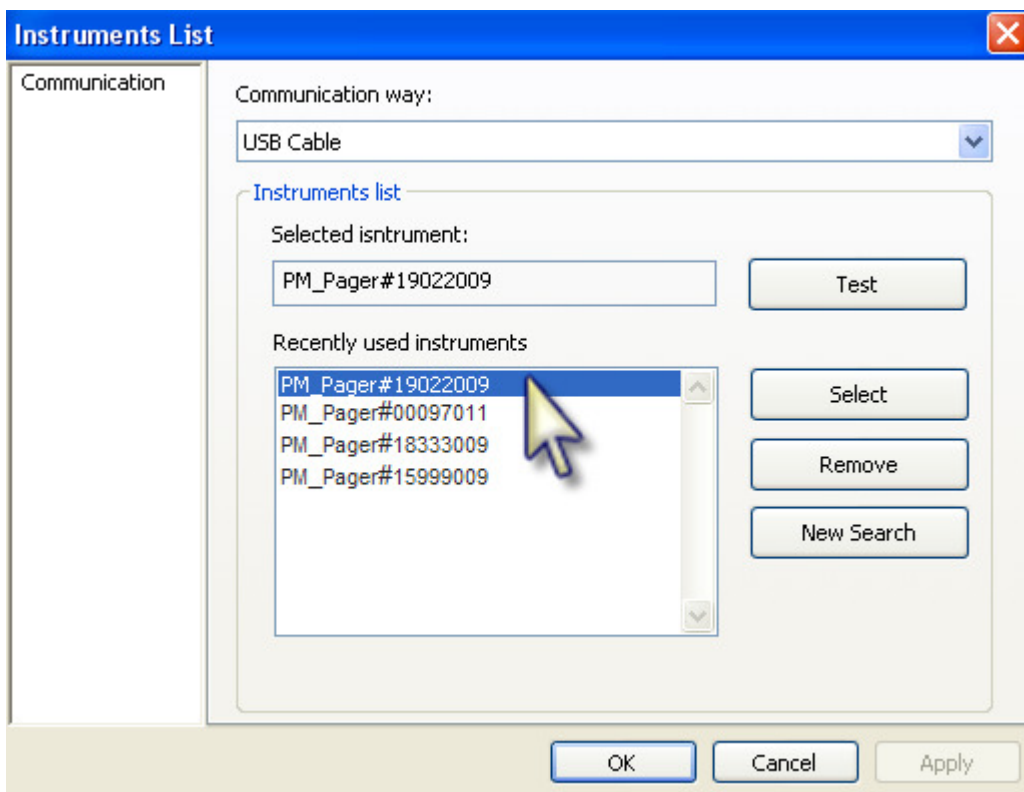 Instruments List
Communication
Communication way:
USB Cable
Instruments list
Selected isntrument:
PM_Pager#19022009
Test
Recently used instruments
PM_Pager#19022009
PM_Pager#00097011
PM_Pager#18333009
PM_Pager#15999009
Select
Remove
New Search
OK
Cancel
Apply